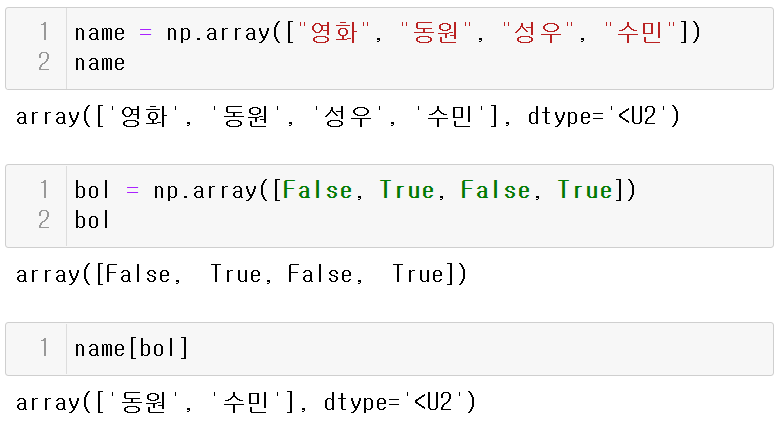 1 name = np.array(["영화", "동원", "성우", "수민"])
2 name
array(['영화', '동원', '성우', '수민'], dtype='<U2')
1 bol = np.array([False, True, False, True])
2 bol
array([False,  True, False,  True])
1 name[bol]
array(['동원', '수민'], dtype='<U2')